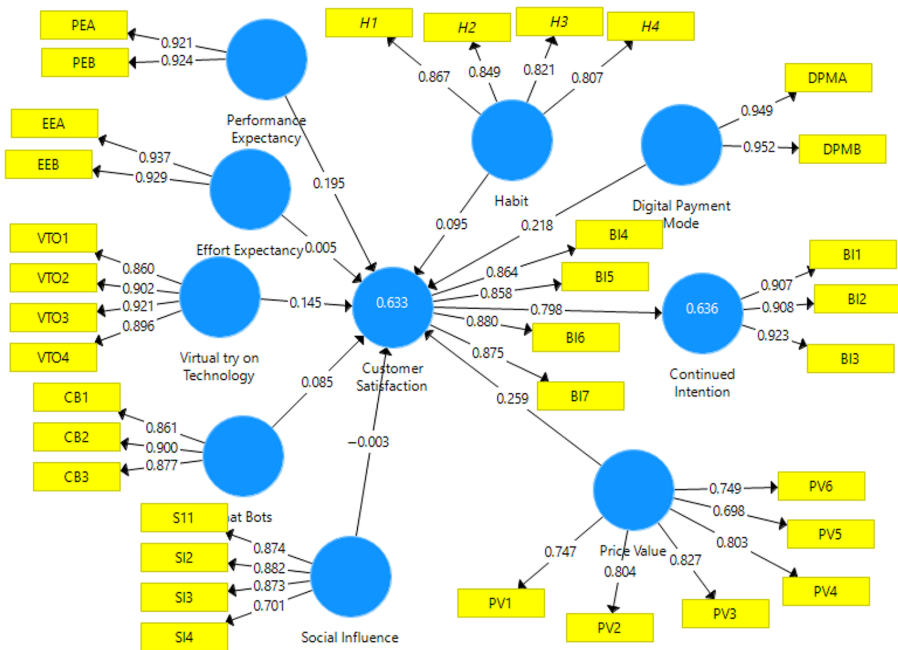 PEA
PEB
0.921
0.924
Performance
Expectancy
0.195
EEA
EEB
0.937
0.929
Effort Expectancy
0.005
VTO1
VTO2
VTO3
VTO4
0.860
0.902
0.921
0.896
Virtual try on
Technology
0.145
CB1
CB2
CB3
0.861
0.900
0.877
Bots
0.085
S11
SI2
SI3
SI4
0.874
0.882
0.873
0.701
Social Influence
−0.003
H1
H2
H3
H4
0.867
0.849
0.821
0.807
Habit
0.095
DPMA
DPMB
0.949
0.952
Digital Payment
Mode
0.218
0.633
Customer
Satisfaction
BI4
BI5
BI6
BI7
0.864
0.858
0.880
0.875
0.798
0.636
Continued
Intention
BI1
BI2
BI3
0.907
0.908
0.923
0.259
Price Value
PV6
PV5
PV4
PV3
PV2
PV1
0.749
0.698
0.803
0.827
0.804
0.747